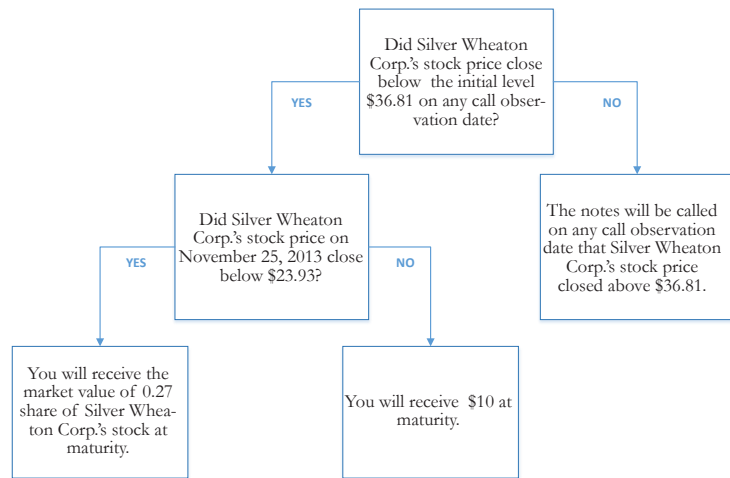 Did Silver Wheaton
Corp.'s stock price close
below the initial level
$36.81 on any call obser-
vation date?
YES
NO
Did Silver Wheaton
Corp.'s stock price on
November 25, 2013 close
below $23.93?
The notes will be called
on any call observation
date that Silver Wheaton
Corp.'s stock price
closed above $36.81.
YES
NO
You will receive the
market value of 0.27
share of Silver Whea-
ton Corp.'s stock at
maturity.
You will receive $10 at
maturity.